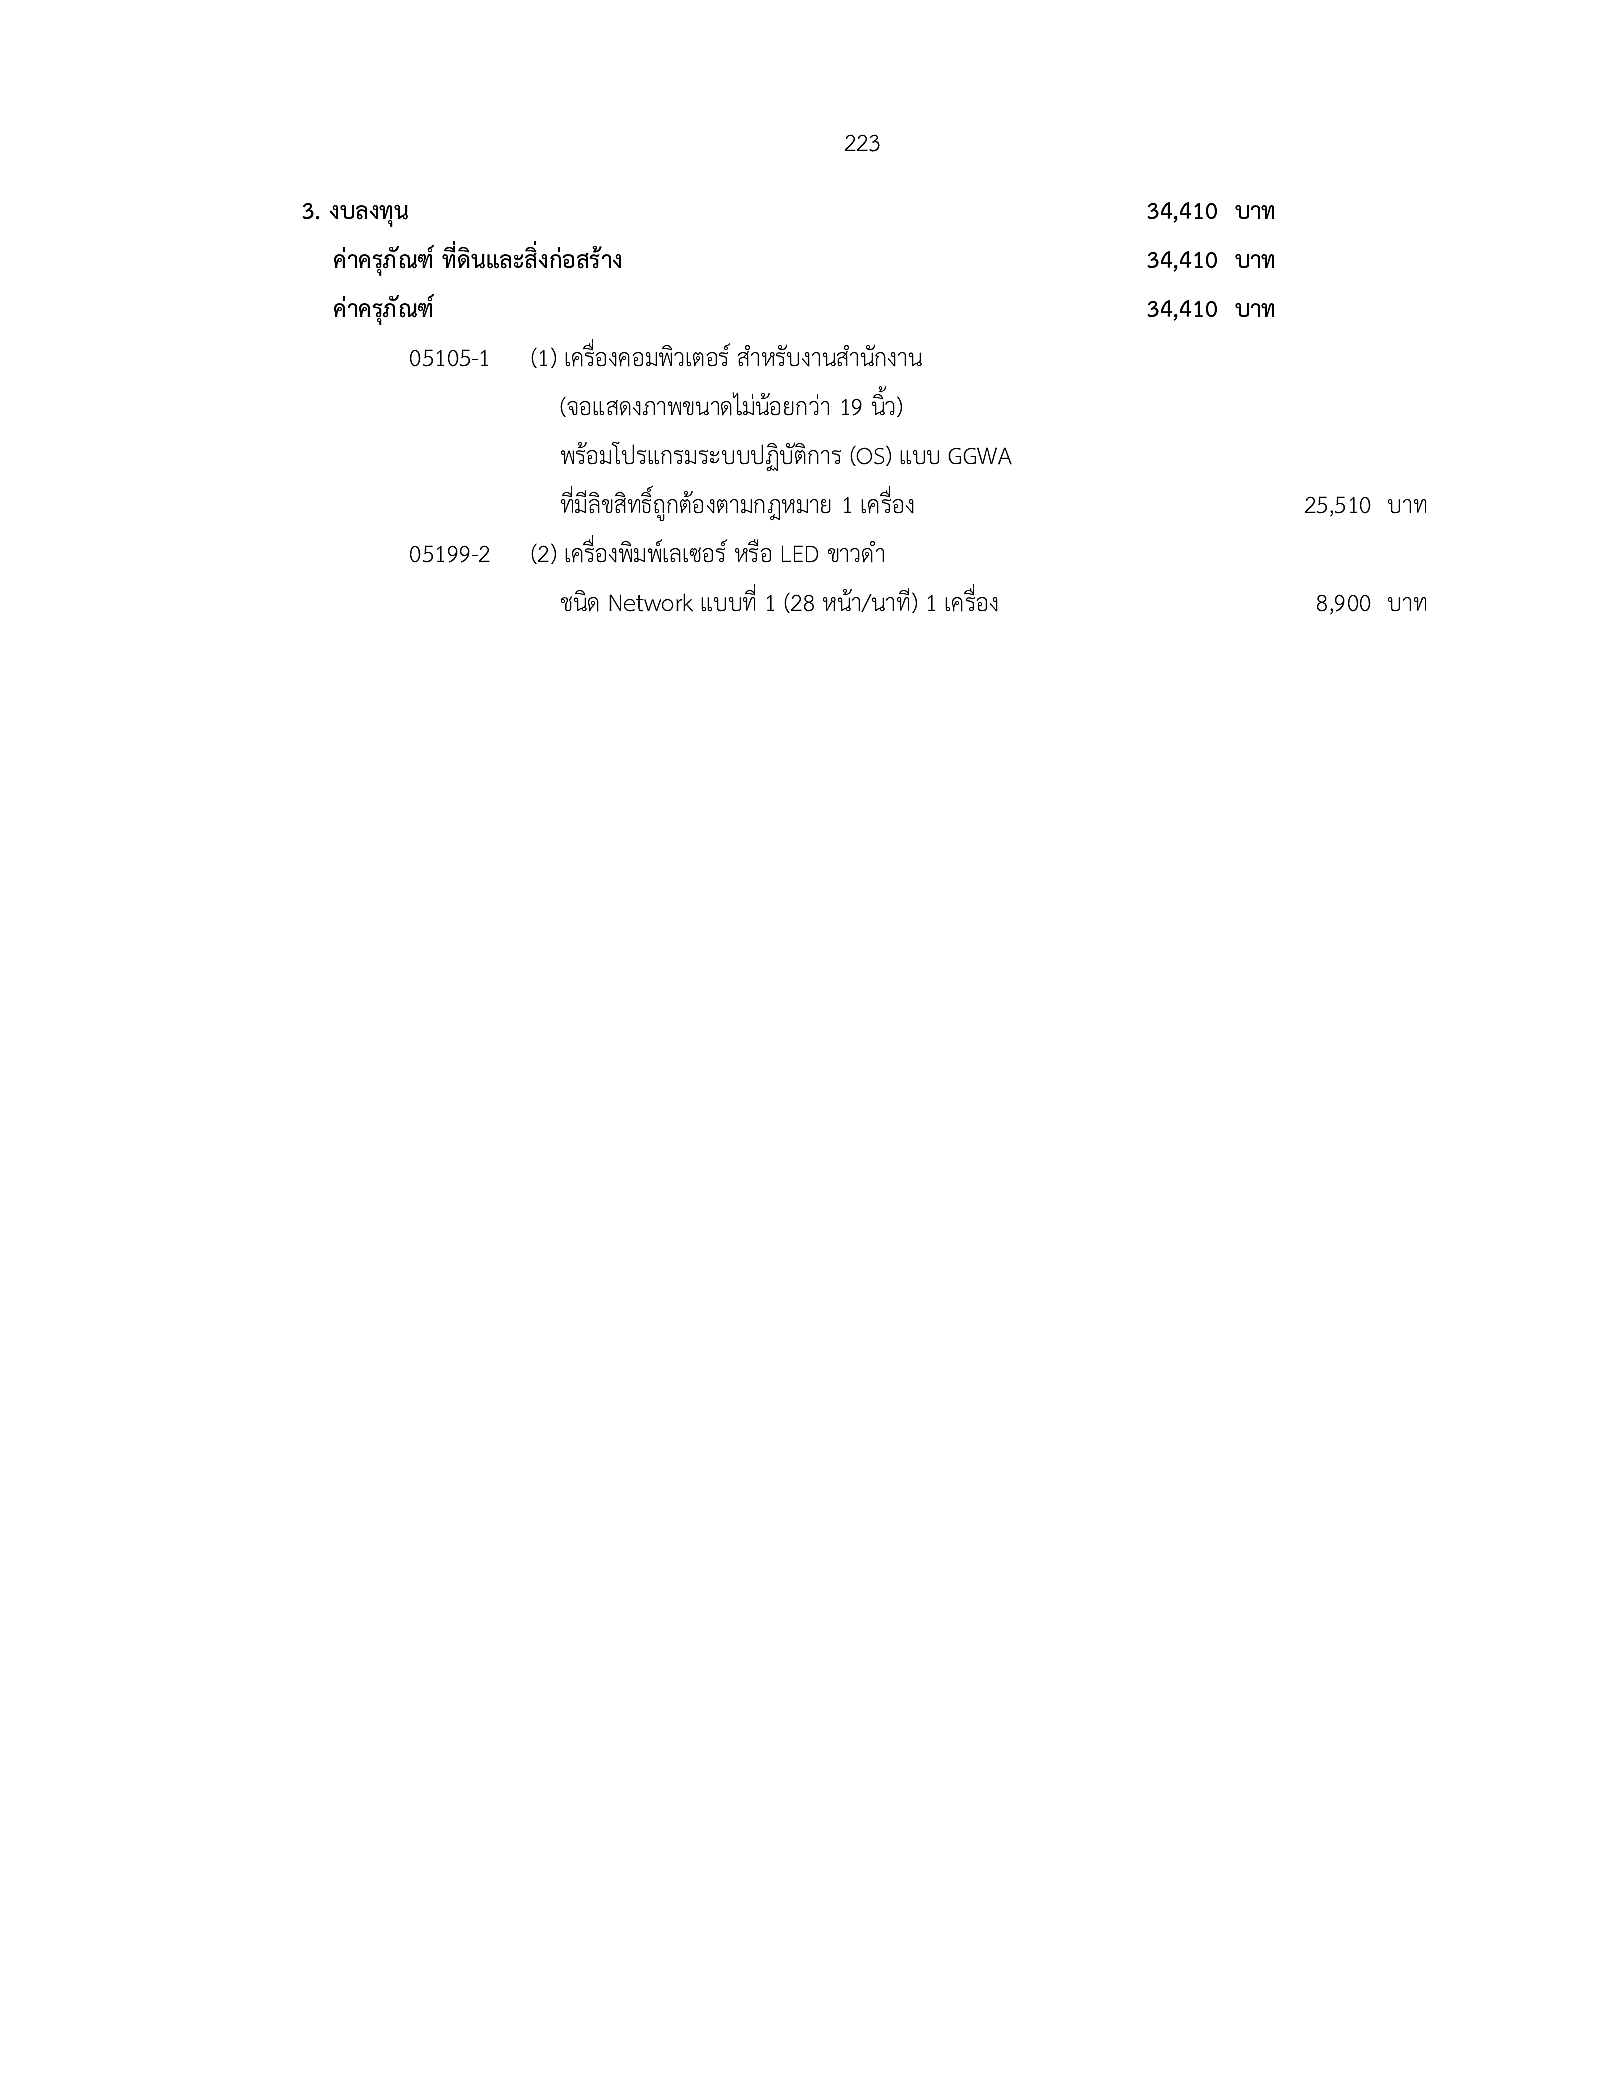 223
3. งบลงทุน 34,410 บาท
ค่าครุภัณฑ์ ที่ดินและสิ่งก่อสร้าง 34,410 บาท
ค่าครุภัณฑ์ 34,410 บาท
05105-1 (1) เครื่องคอมพิวเตอร์ สำหรับงานสำนักงาน
(จอแสดงภาพขนาดไม่น้อยกว่า 19 นิ้ว)
พร้อมโปรแกรมระบบปฏิบัติการ (OS) แบบ GGWA
ที่มีลิขสิทธิ์ถูกต้องตามกฎหมาย 1 เครื่อง 25,510 บาท
05199-2 (2) เครื่องพิมพ์เลเซอร์ หรือ LED ขาวดำ
ชนิด Network แบบที่ 1 (28 หน้า/นาที) 1 เครื่อง 8,900 บาท